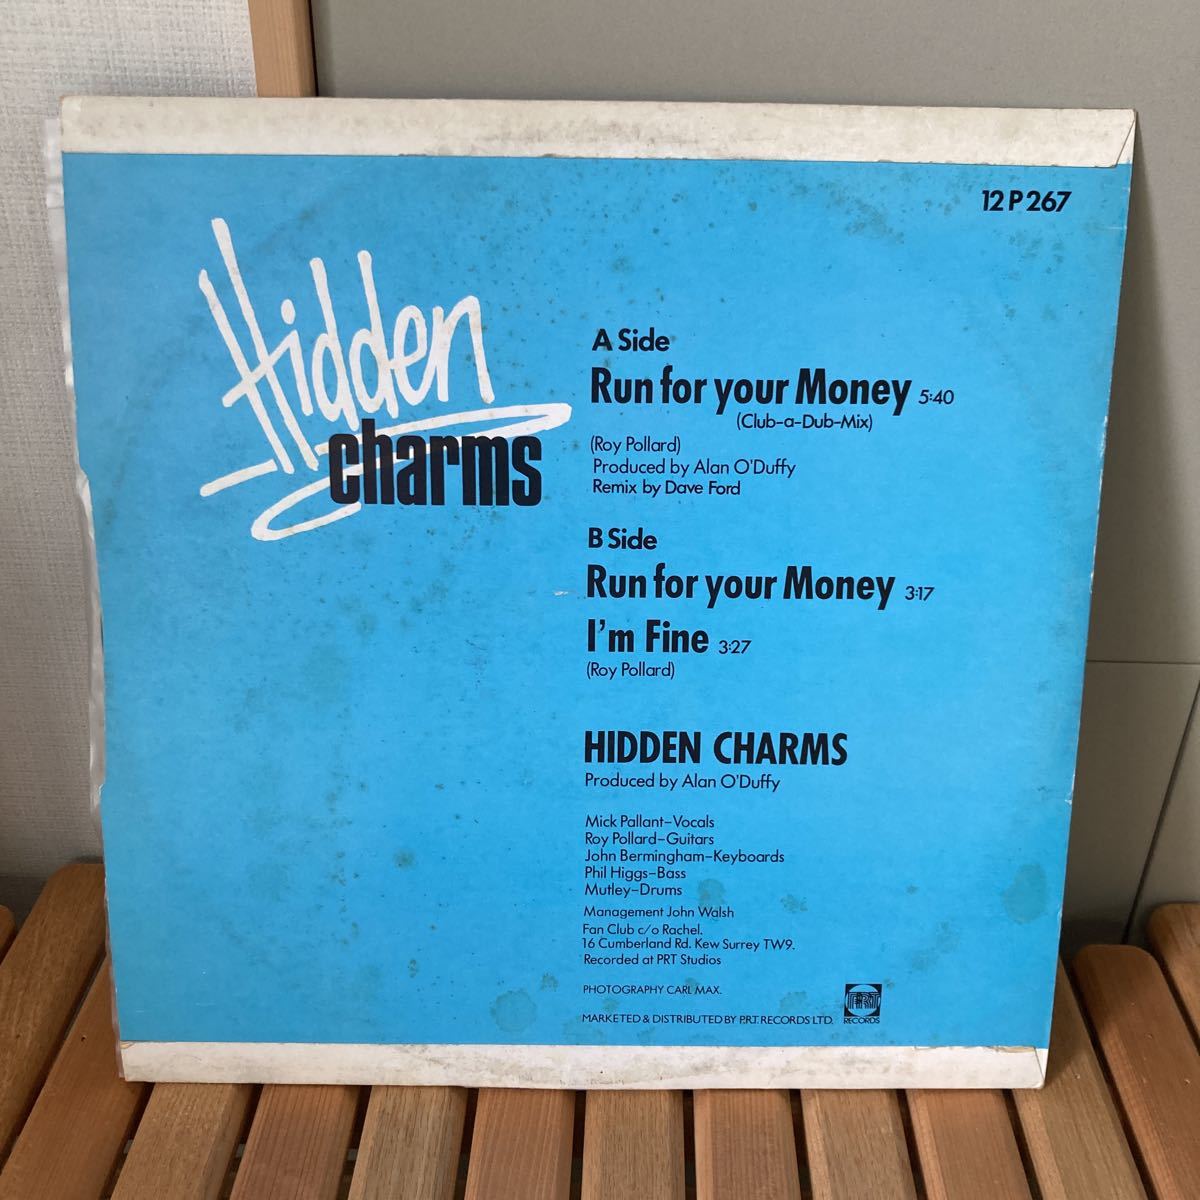 12 P 267
Hidden
charms
A Side
Run for your Money 5:40
(Club-a-Dub-Mix)
(Roy Pollard)
Produced by Alan O'Duffy
Remix by Dave Ford
B Side
Run for your Money 3:17
I'm Fine 3:27
(Roy Pollard)
HIDDEN CHARMS
Produced by Alan O'Duffy
Mick Pallant-Vocals
Roy Pollard-Guitars
John Bermingham-Keyboards
Phil Higgs-Bass
Mutley-Drums
Management John Walsh
Fan Club c/o Rachel.
16 Cumberland Rd. Kew Surrey TW9.
Recorded at PRT Studios
PHOTOGRAPHY CARL MAX.
MARKETED & DISTRIBUTED BY P.R.T. RECORDS LTD.
PRT
RECORDS